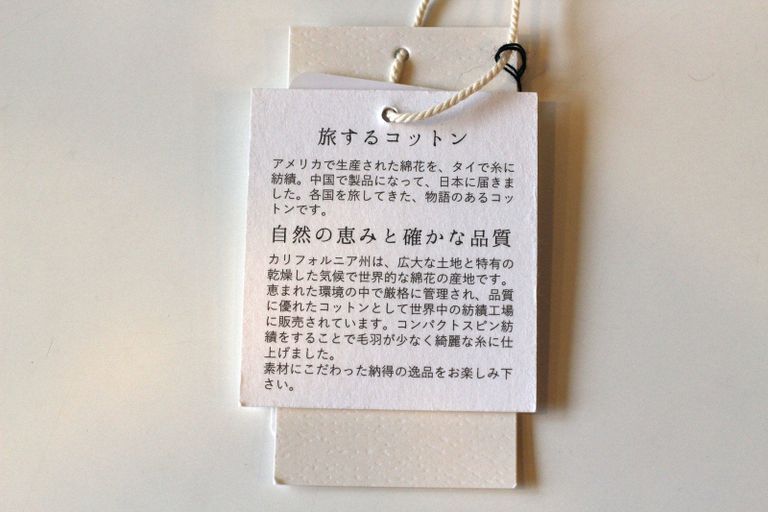 旅するコットン
アメリカで生産された綿花を、タイで糸に
紡績。中国で製品になって、日本に届きま
した。各国を旅してきた、物語のあるコッ
トンです。
自然の恵みと確かな品質
カリフォルニア州は、広大な土地と特有の
乾燥した気候で世界的な綿花の産地です。
恵まれた環境の中で厳格に管理され、品質
に優れたコットンとして世界中の紡績工場
に販売されています。コンパクトスピン紡
績をすることで毛羽が少なく綺麗な糸に仕
上げました。
素材にこだわった納得の逸品をお楽しみ下
さい。